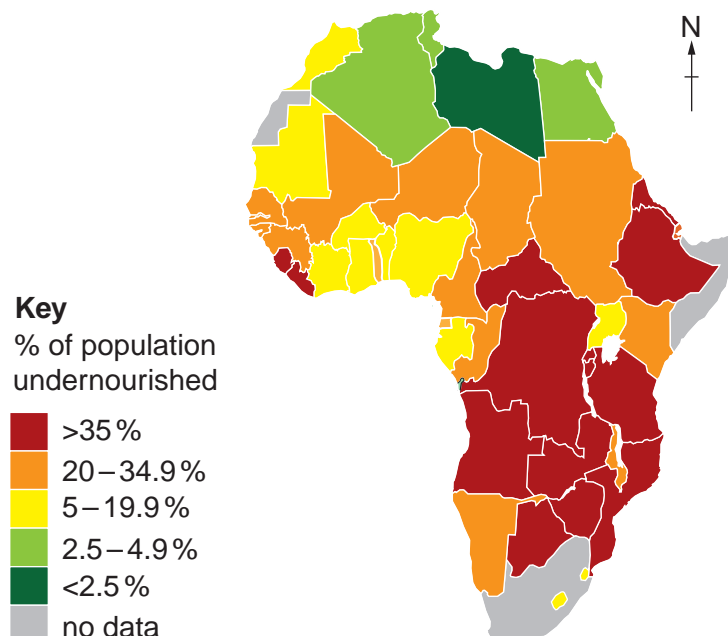 N
Key
% of population
undernourished
>35 %
20–34.9 %
5–19.9 %
2.5–4.9 %
<2.5 %
no data